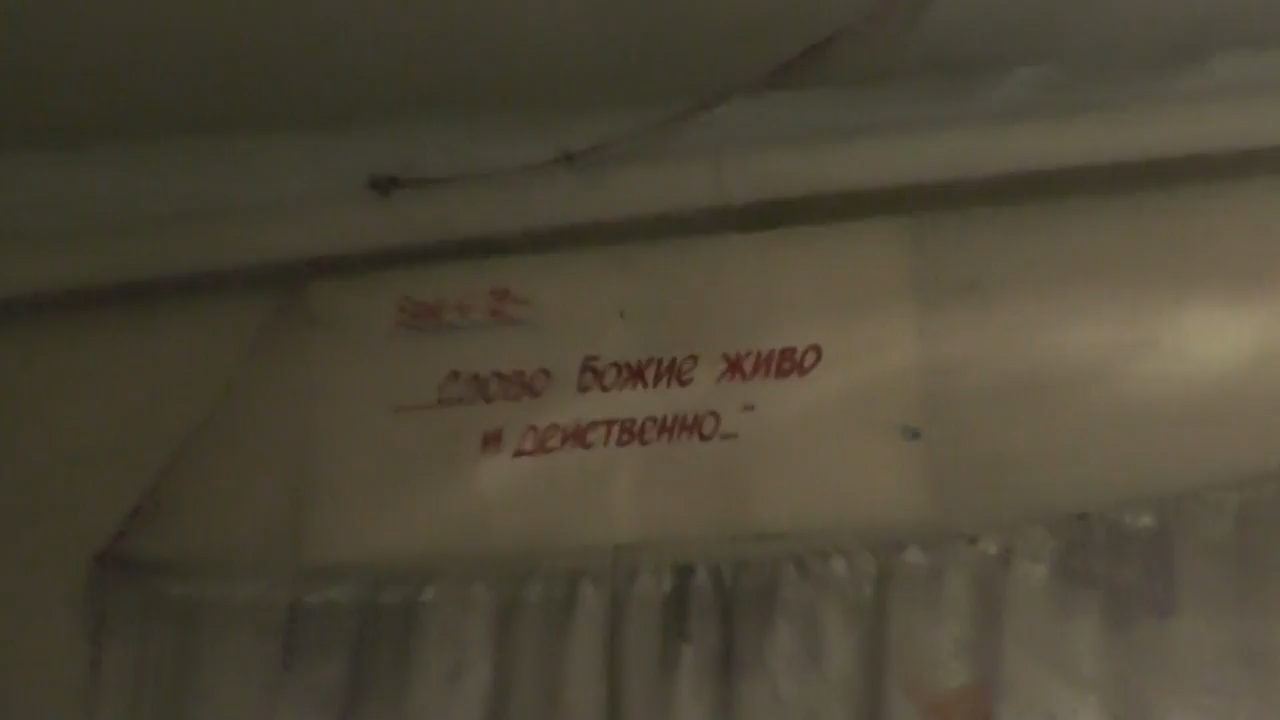 „Слово Божие живо
и действенно..."